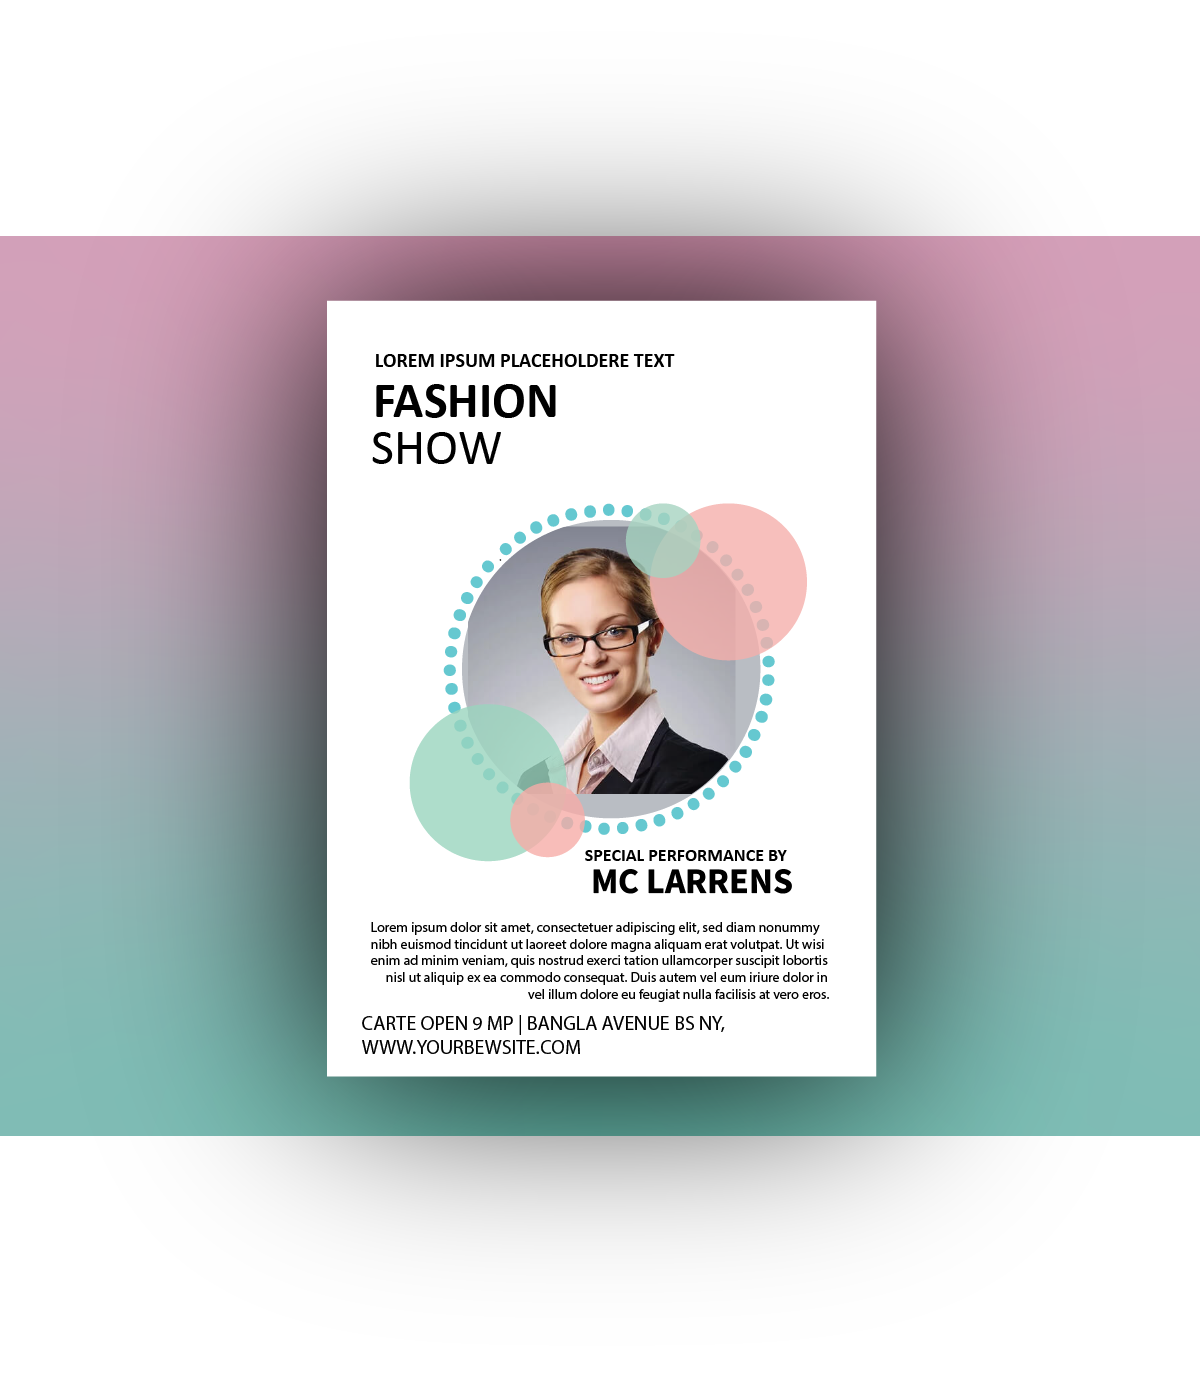 LOREM IPSUM PLACEHOLDERE TEXT
FASHION
SHOW
SPECIAL PERFORMANCE BY
MC LARRENS
Lorem ipsum dolor sit amet, consectetuer adipiscing elit, sed diam nonummy
nibh euismod tincidunt ut laoreet dolore magna aliquam erat volutpat. Ut wisi
enim ad minim veniam, quis nostrud exerci tation ullamcorper suscipit lobortis
nisl ut aliquip ex ea commodo consequat. Duis autem vel eum iriure dolor in
vel illum dolore eu feugiat nulla facilisis at vero eros.
CARTE OPEN 9 MP | BANGLA AVENUE BS NY,
WWW.YOURBEWSITE.COM